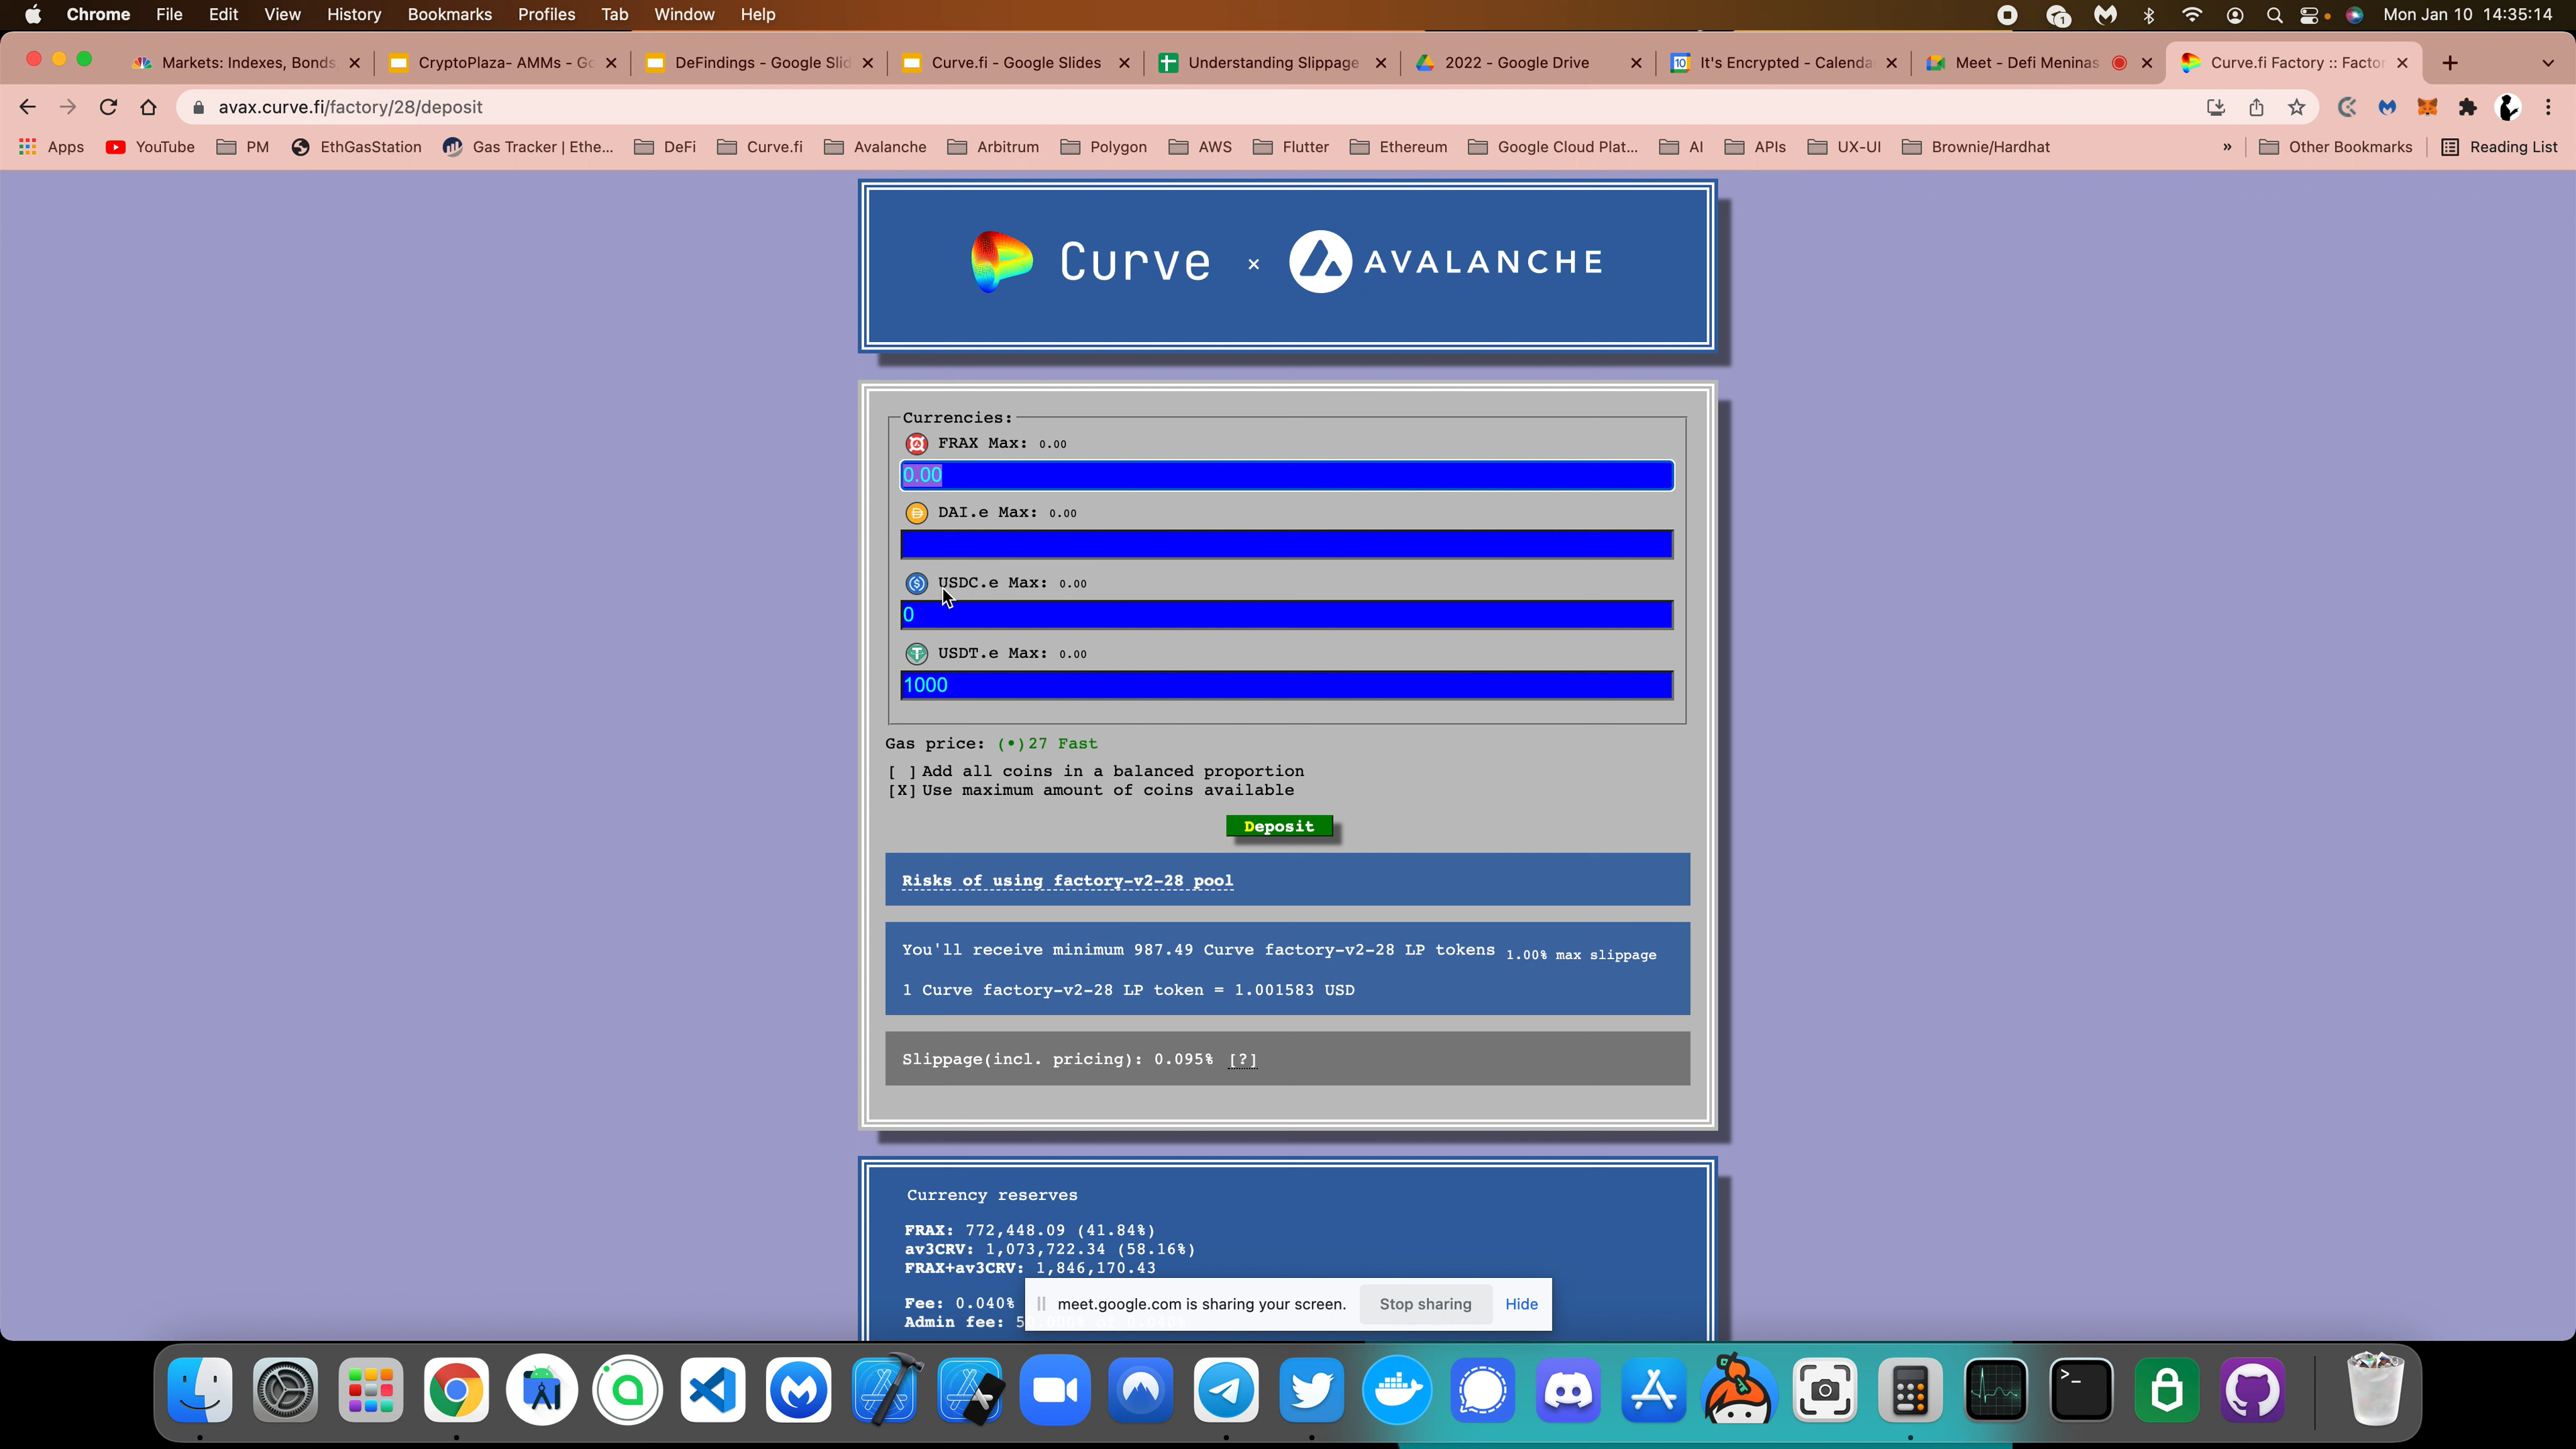 Chrome File Edit View History Bookmarks Profiles Tab Window Help 1 Mon Jan 10 14:35:14
Markets: Indexes, Bonds, CryptoPlaza- AMMs - Go DeFindings - Google Slid Curve.fi - Google Slides Understanding Slippage 2022 - Google Drive 10 It's Encrypted - Calenda Meet - Defi Meninas Curve.fi Factory :: Factor
avax.curve.fi/factory/28/deposit
Apps YouTube PM EthGasStation Gas Tracker | Ethe... DeFi Curve.fi Avalanche Arbitrum Polygon AWS Flutter Ethereum Google Cloud Plat... AI APIs UX-UI Brownie/Hardhat » Other Bookmarks Reading List
Curve × AVALANCHE
Currencies:
FRAX Max: 0.00
0.00
DAI.e Max: 0.00
USDC.e Max: 0.00
0
USDT.e Max: 0.00
1000
Gas price: (•)27 Fast
[ ] Add all coins in a balanced proportion
[X] Use maximum amount of coins available
Deposit
Risks of using factory-v2-28 pool
You'll receive minimum 987.49 Curve factory-v2-28 LP tokens 1.00% max slippage
1 Curve factory-v2-28 LP token = 1.001583 USD
Slippage(incl. pricing): 0.095% [?]
Currency reserves
FRAX: 772,448.09 (41.84%)
av3CRV: 1,073,722.34 (58.16%)
FRAX+av3CRV: 1,846,170.43
Fee: 0.040%
Admin fee: 5
meet.google.com is sharing your screen. Stop sharing Hide